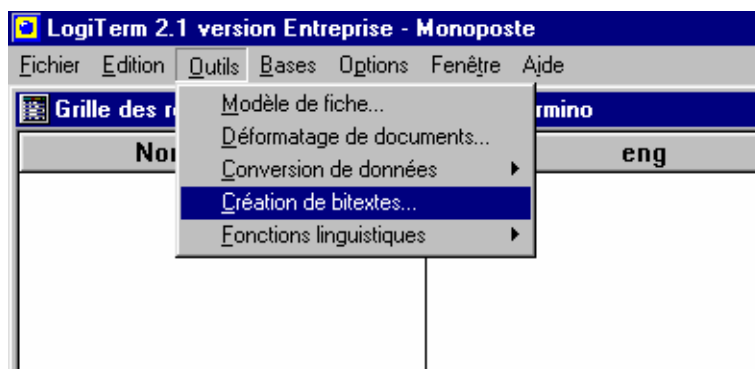 LogiTerm 2.1 version Entreprise - Monoposte
Fichier Edition Outils Bases Options Fenêtre Aide
Grille des r rmino
Modèle de fiche...
Déformatage de documents...
Nor eng
Conversion de données
Création de bitextes...
Fonctions linguistiques